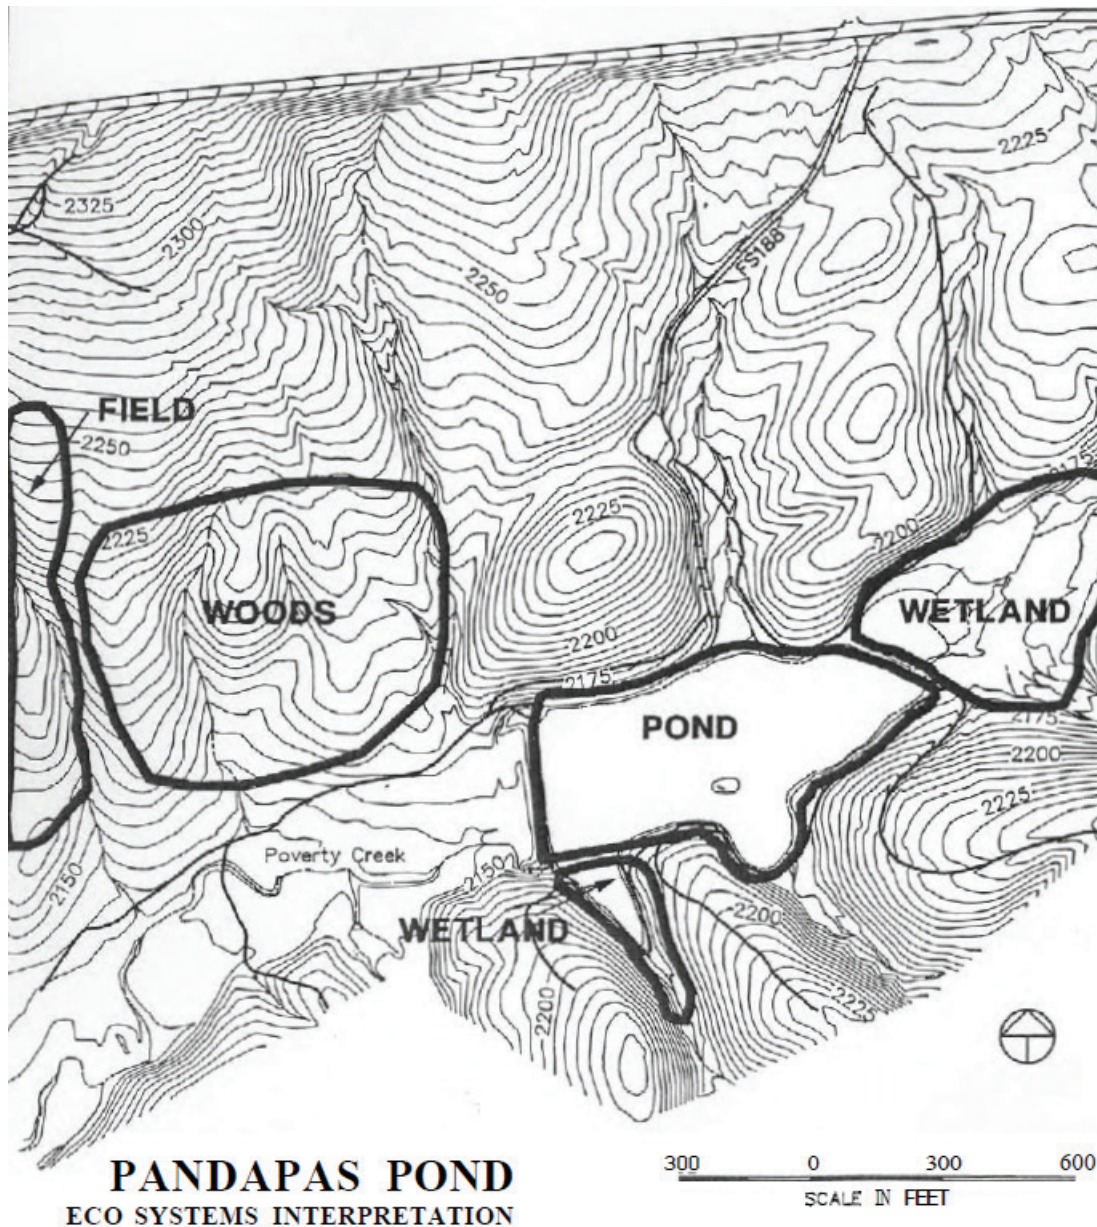 2225
2325
2300
FS188
2250
FIELD
2250
2175
2225
2225
2200
WOODS
WETLAND
2200
2175
POND
2175
2200
2225
Poverty Creek
2150
2150
WETLAND
2200
2200
2225
PANDAPAS POND
ECO SYSTEMS INTERPRETATION
300 0 300 600
SCALE IN FEET